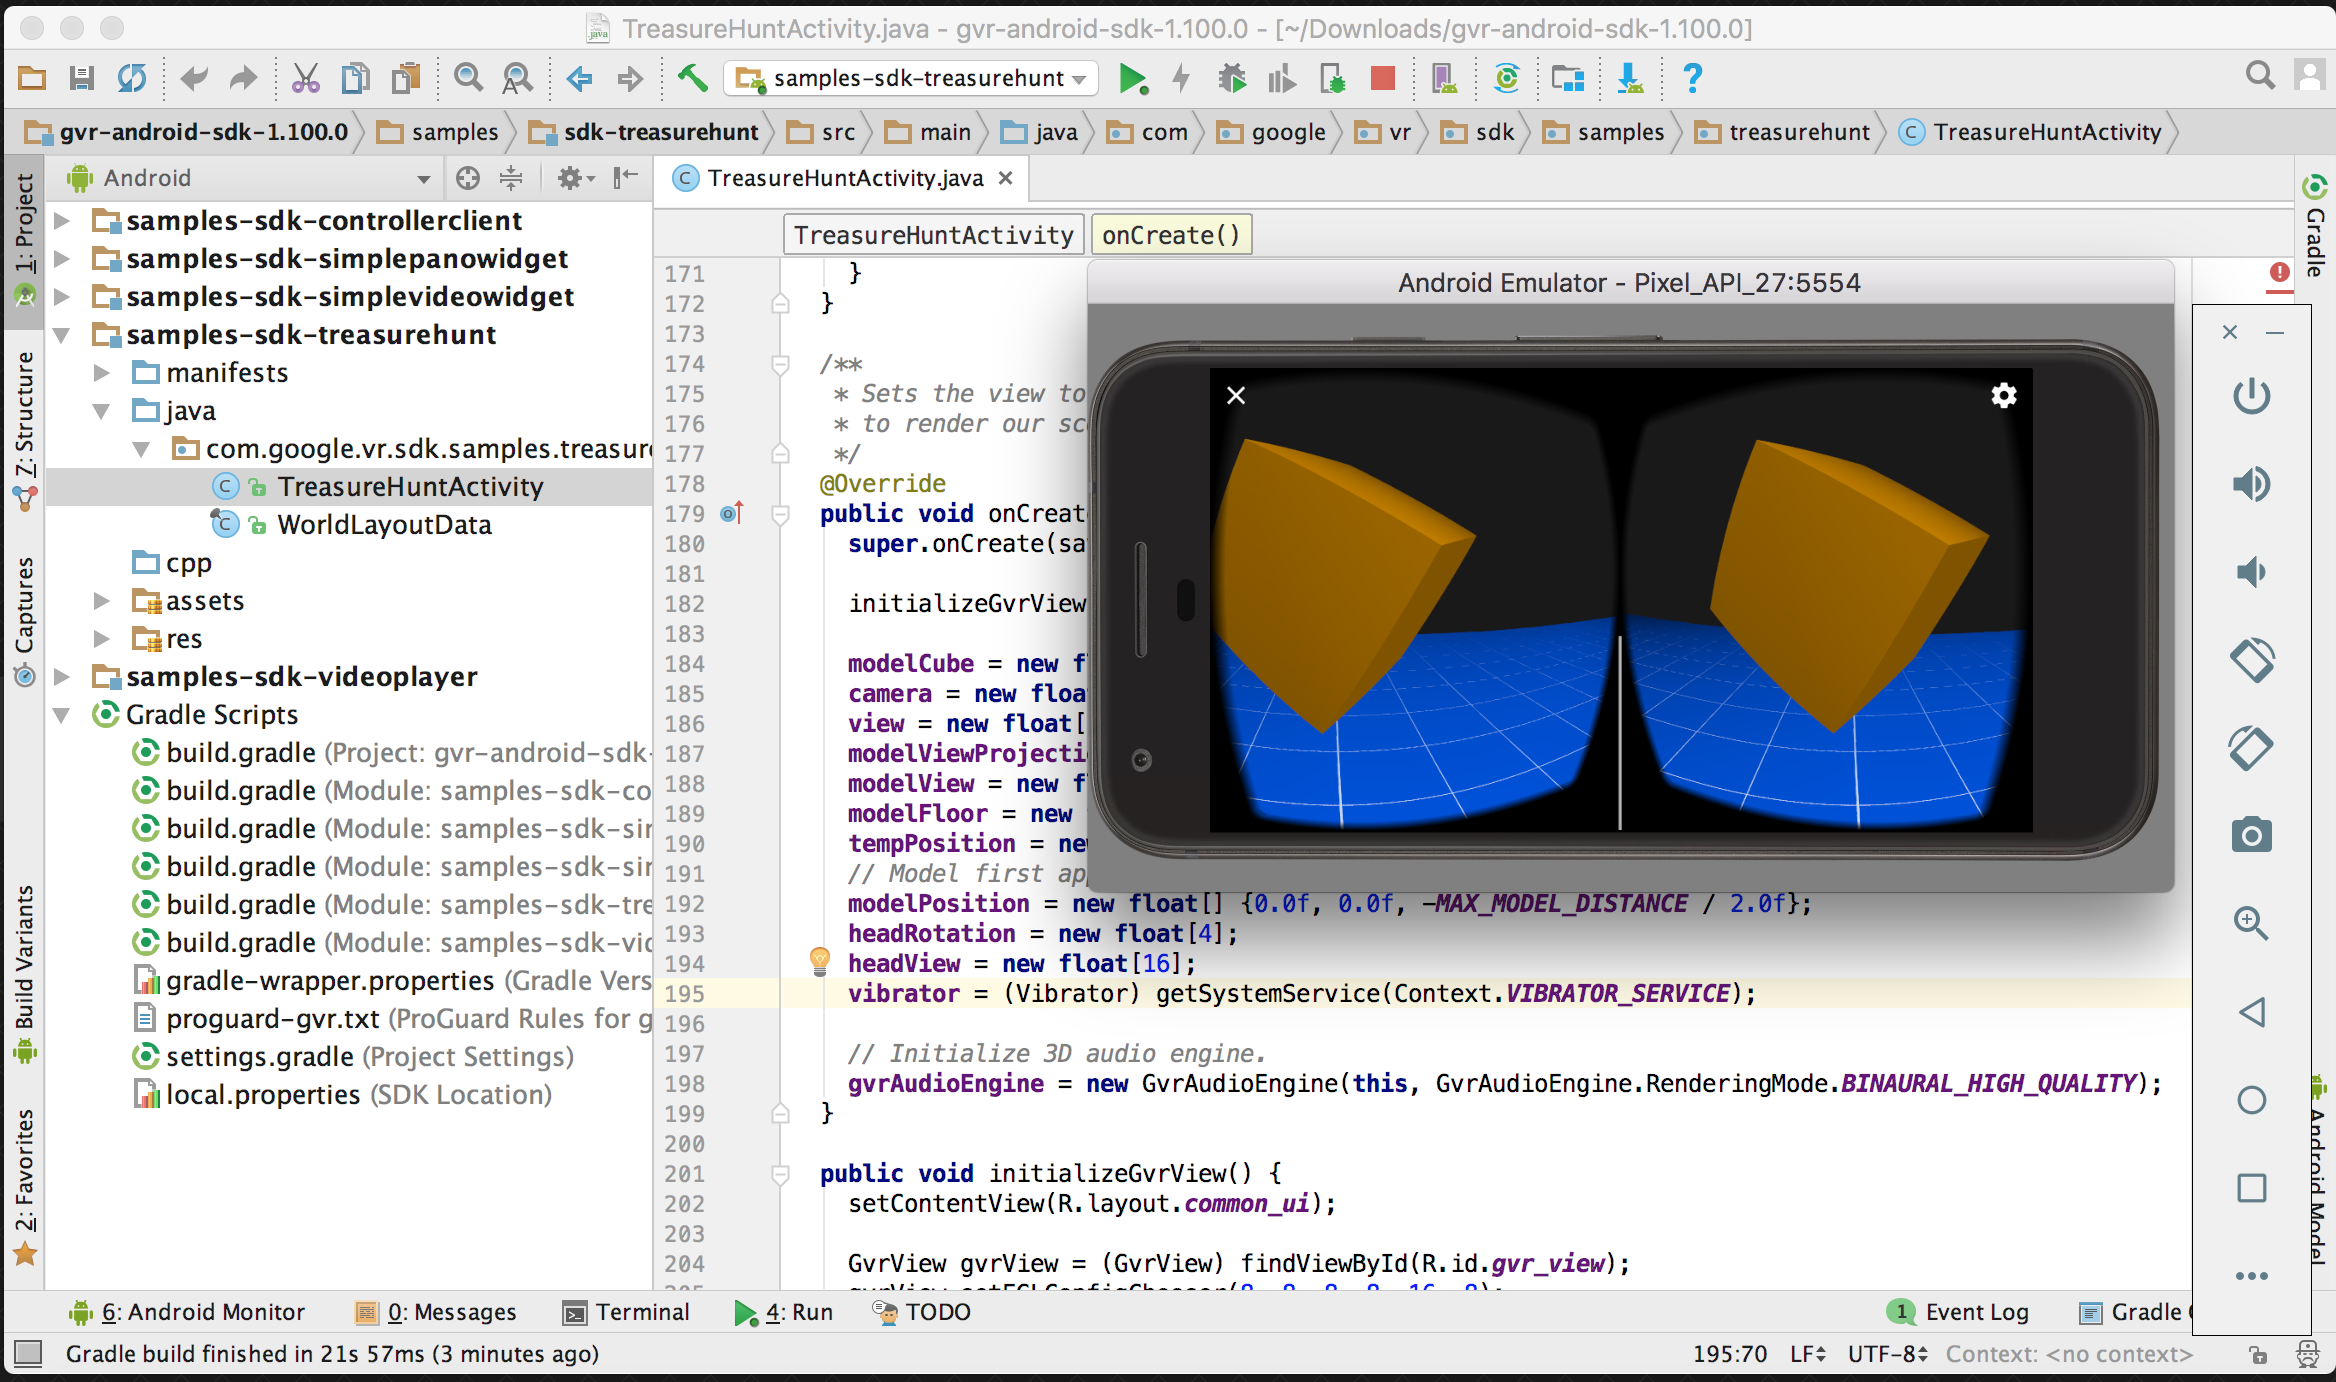 TreasureHuntActivity.java - gvr-android-sdk-1.100.0 - [~/Downloads/gvr-android-sdk-1.100.0]
samples-sdk-treasurehunt
gvr-android-sdk-1.100.0 samples sdk-treasurehunt src main java com google vr sdk samples treasurehunt TreasureHuntActivity
1: Project
7: Structure
Captures
Build Variants
2: Favorites
Android
samples-sdk-controllerclient
samples-sdk-simplepanowidget
samples-sdk-simplevideowidget
samples-sdk-treasurehunt
manifests
java
com.google.vr.sdk.samples.treasure
TreasureHuntActivity
WorldLayoutData
cpp
assets
res
samples-sdk-videoplayer
Gradle Scripts
build.gradle (Project: gvr-android-sdk-
build.gradle (Module: samples-sdk-co
build.gradle (Module: samples-sdk-sir
build.gradle (Module: samples-sdk-sir
build.gradle (Module: samples-sdk-tre
build.gradle (Module: samples-sdk-vid
gradle-wrapper.properties (Gradle Vers
proguard-gvr.txt (ProGuard Rules for g
settings.gradle (Project Settings)
local.properties (SDK Location)
TreasureHuntActivity.java
TreasureHuntActivity onCreate()
171 }
172 }
173
174 /**
175 * Sets the view to
176 * to render our sc
177 */
178 @Override
179 public void onCreate
180 super.onCreate(sa
181
182 initializeGvrView
183
184 modelCube = new fl
185 camera = new float
186 view = new float[
187 modelViewProjecti
188 modelView = new fl
189 modelFloor = new
190 tempPosition = new
191 // Model first ap
192 modelPosition = new float[] {0.0f, 0.0f, -MAX_MODEL_DISTANCE / 2.0f};
193 headRotation = new float[4];
194 headView = new float[16];
195 vibrator = (Vibrator) getSystemService(Context.VIBRATOR_SERVICE);
196
197 // Initialize 3D audio engine.
198 gvrAudioEngine = new GvrAudioEngine(this, GvrAudioEngine.RenderingMode.BINAURAL_HIGH_QUALITY);
199 }
200
201 public void initializeGvrView() {
202 setContentView(R.layout.common_ui);
203
204 GvrView gvrView = (GvrView) findViewById(R.id.gvr_view);
Android Emulator - Pixel_API_27:5554
Gradle
Android Model
6: Android Monitor 0: Messages Terminal 4: Run TODO 1 Event Log Gradle
Gradle build finished in 21s 57ms (3 minutes ago) 195:70 LF UTF-8 Context: <no context>